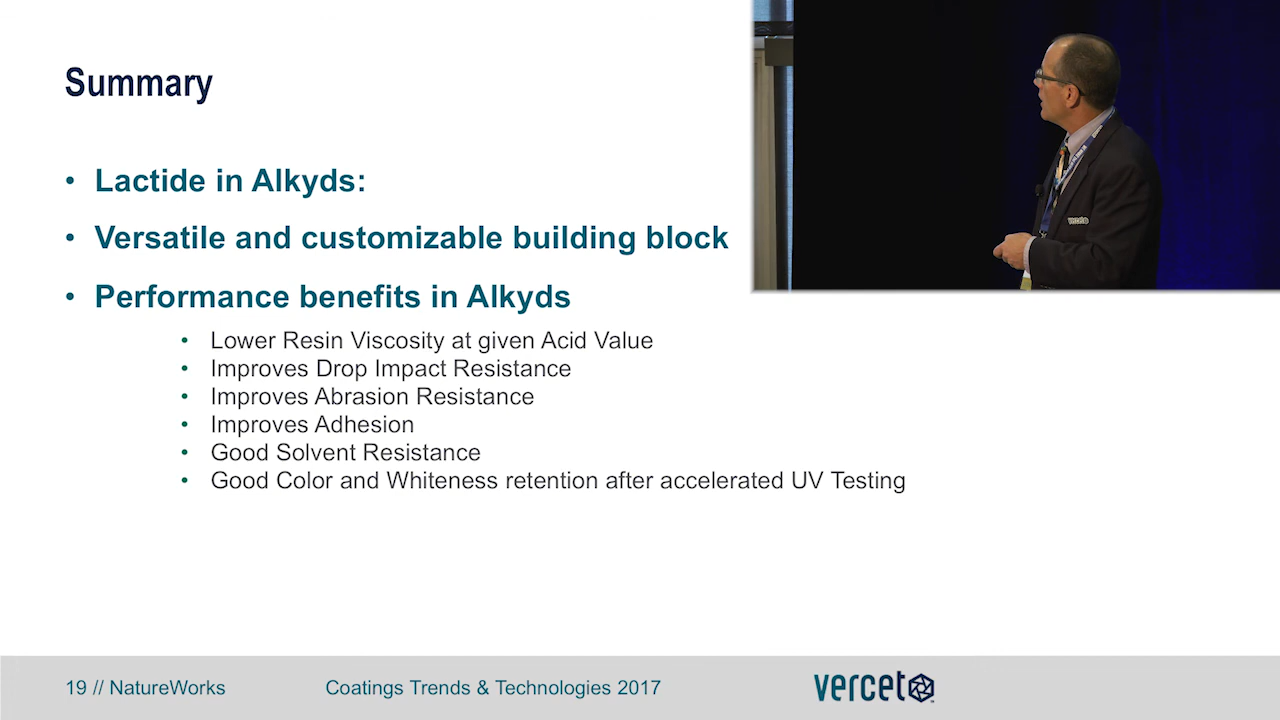 Summary
• Lactide in Alkyds:
• Versatile and customizable building block
• Performance benefits in Alkyds
• Lower Resin Viscosity at given Acid Value
• Improves Drop Impact Resistance
• Improves Abrasion Resistance
• Improves Adhesion
• Good Solvent Resistance
• Good Color and Whiteness retention after accelerated UV Testing
vercet
19 // NatureWorks
Coatings Trends & Technologies 2017
vercet